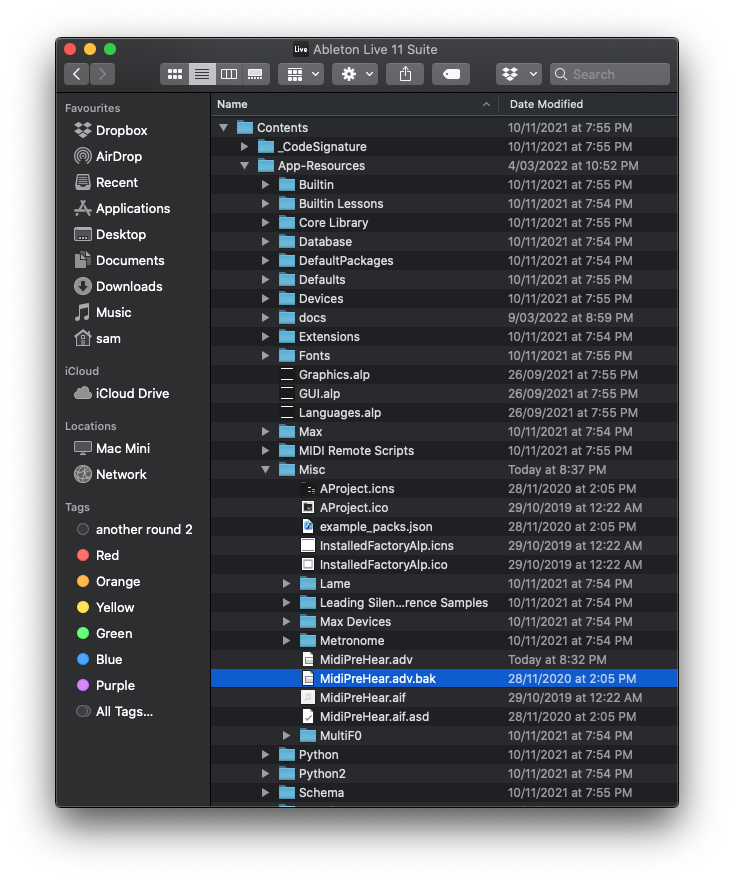 Live Ableton Live 11 Suite
Search
Favourites
Dropbox
AirDrop
Recent
Applications
Desktop
Documents
Downloads
Music
sam
iCloud
iCloud Drive
Locations
Mac Mini
Network
Tags
another round 2
Red
Orange
Yellow
Green
Blue
Purple
All Tags...
Name Date Modified
Contents 10/11/2021 at 7:55 PM
_CodeSignature 10/11/2021 at 7:55 PM
App-Resources 4/03/2022 at 10:52 PM
Builtin 10/11/2021 at 7:55 PM
Builtin Lessons 10/11/2021 at 7:54 PM
Core Library 10/11/2021 at 7:55 PM
Database 10/11/2021 at 7:54 PM
DefaultPackages 10/11/2021 at 7:54 PM
Defaults 10/11/2021 at 7:55 PM
Devices 10/11/2021 at 7:55 PM
docs 9/03/2022 at 8:59 PM
Extensions 10/11/2021 at 7:54 PM
Fonts 10/11/2021 at 7:55 PM
Graphics.alp 26/09/2021 at 7:55 PM
GUI.alp 26/09/2021 at 7:55 PM
Languages.alp 26/09/2021 at 7:55 PM
Max 10/11/2021 at 7:54 PM
MIDI Remote Scripts 10/11/2021 at 7:54 PM
Misc Today at 8:37 PM
AProject.icns 28/11/2020 at 2:05 PM
AProject.ico 29/10/2019 at 12:22 AM
example_packs.json 28/11/2020 at 2:05 PM
InstalledFactoryAlp.icns 29/10/2019 at 12:22 AM
InstalledFactoryAlp.ico 29/10/2019 at 12:22 AM
Lame 10/11/2021 at 7:54 PM
Leading Silen...rence Samples 10/11/2021 at 7:54 PM
Max Devices 10/11/2021 at 7:54 PM
Metronome 10/11/2021 at 7:54 PM
MidiPreHear.adv Today at 8:32 PM
MidiPreHear.adv.bak 28/11/2020 at 2:05 PM
MidiPreHear.aif 29/10/2019 at 12:22 AM
MidiPreHear.aif.asd 28/11/2020 at 2:05 PM
MultiF0 10/11/2021 at 7:54 PM
Python 10/11/2021 at 7:54 PM
Python2 10/11/2021 at 7:54 PM
Schema 10/11/2021 at 7:55 PM